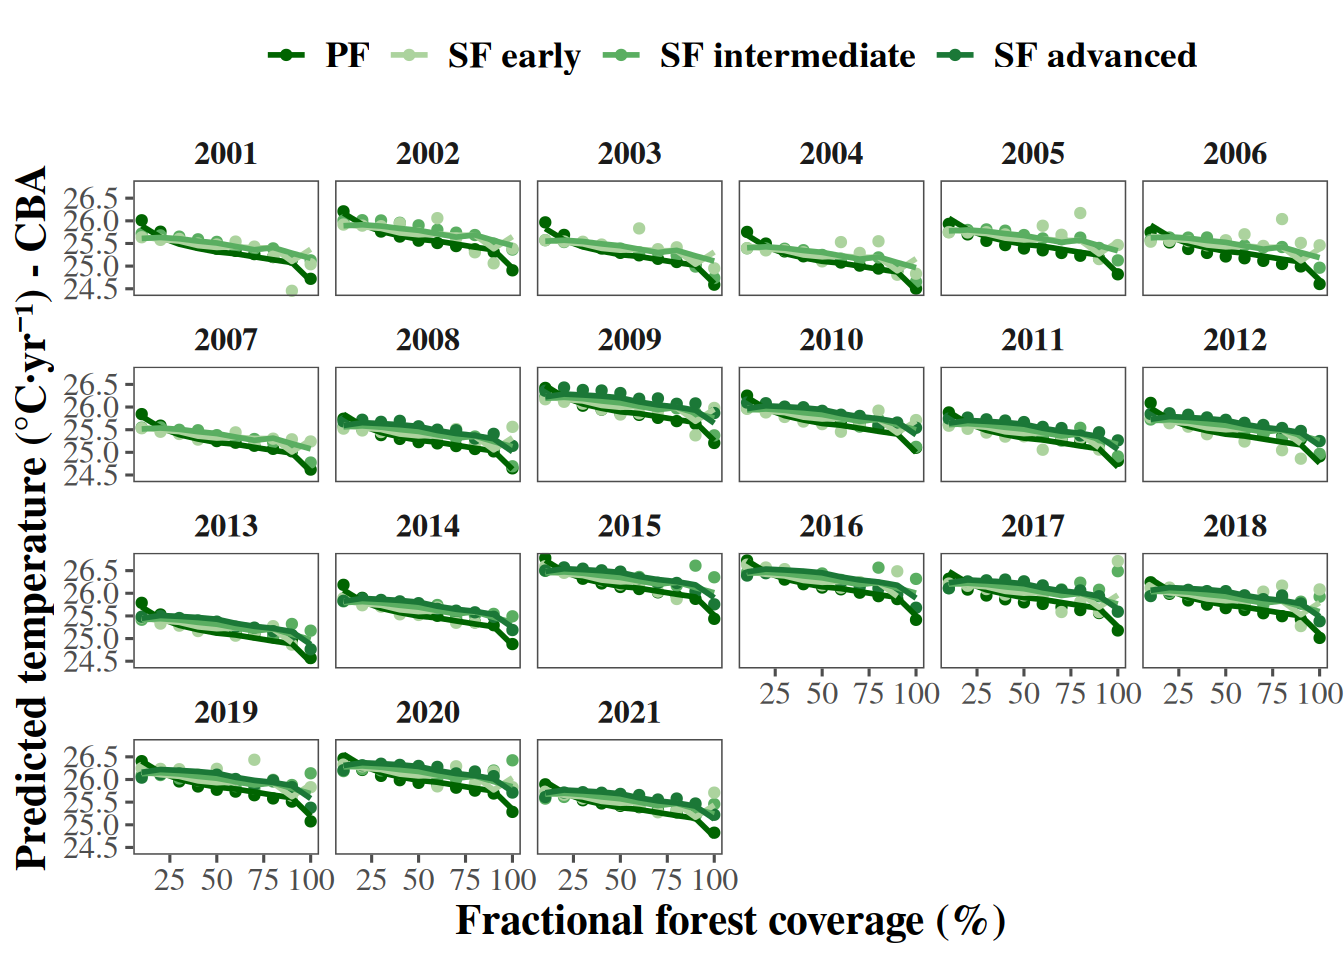 PF SF early SF intermediate SF advanced
2001 2002 2003 2004 2005 2006
26.5
26.0
25.5
25.0
24.5
2007 2008 2009 2010 2011 2012
26.5
26.0
25.5
25.0
24.5
2013 2014 2015 2016 2017 2018
26.5
26.0
25.5
25.0
24.5
25 50 75 100 25 50 75 100 25 50 75 100
2019 2020 2021
26.5
26.0
25.5
25.0
24.5
25 50 75 100 25 50 75 100 25 50 75 100
Fractional forest coverage (%)
Predicted temperature (°C·yr⁻¹) - CBA